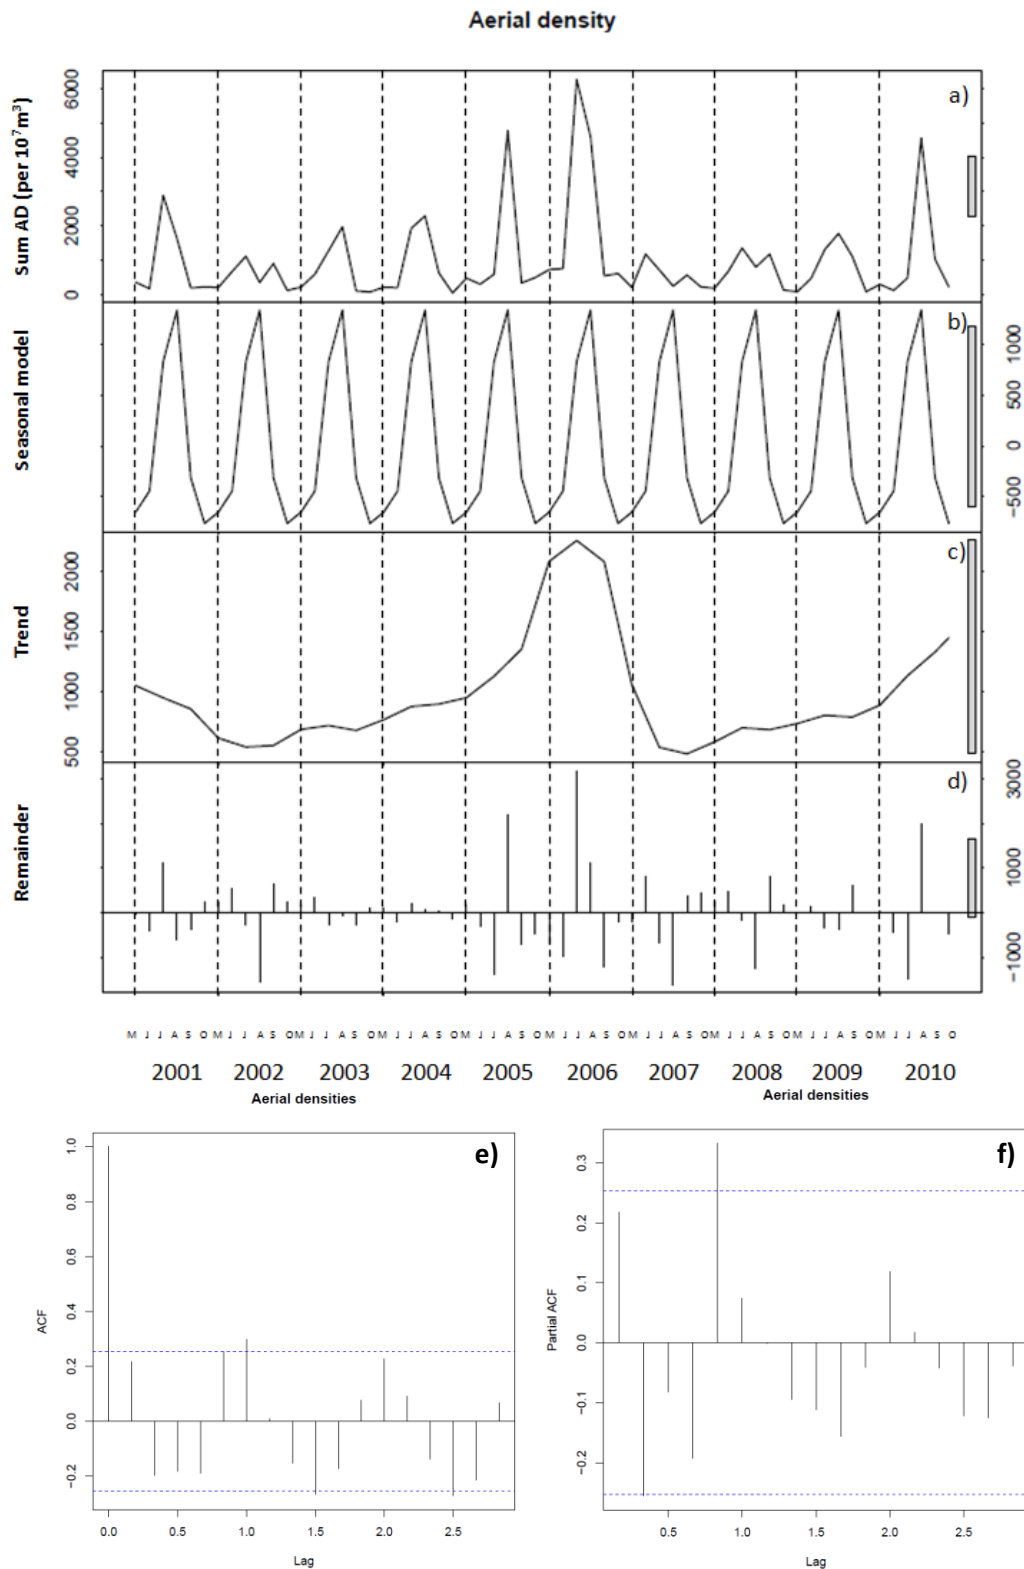 Aerial density
a)
Sum AD (per 10⁷m³)
0 2000 4000 6000
b)
Seasonal model
−500 0 500 1000
c)
Trend
500 1000 1500 2000
d)
Remainder
−1000 1000 3000
M J J A S O M J J A S O M J J A S O M J J A S O M J J A S O M J J A S O M J J A S O M J J A S O M J J A S O M J J A S O
2001 2002 2003 2004 2005 2006 2007 2008 2009 2010
Aerial densities
e)
ACF
−0.2 0.0 0.2 0.4 0.6 0.8 1.0
0.0 0.5 1.0 1.5 2.0 2.5
Lag
Aerial densities
f)
Partial ACF
−0.2 −0.1 0.0 0.1 0.2 0.3
0.5 1.0 1.5 2.0 2.5
Lag